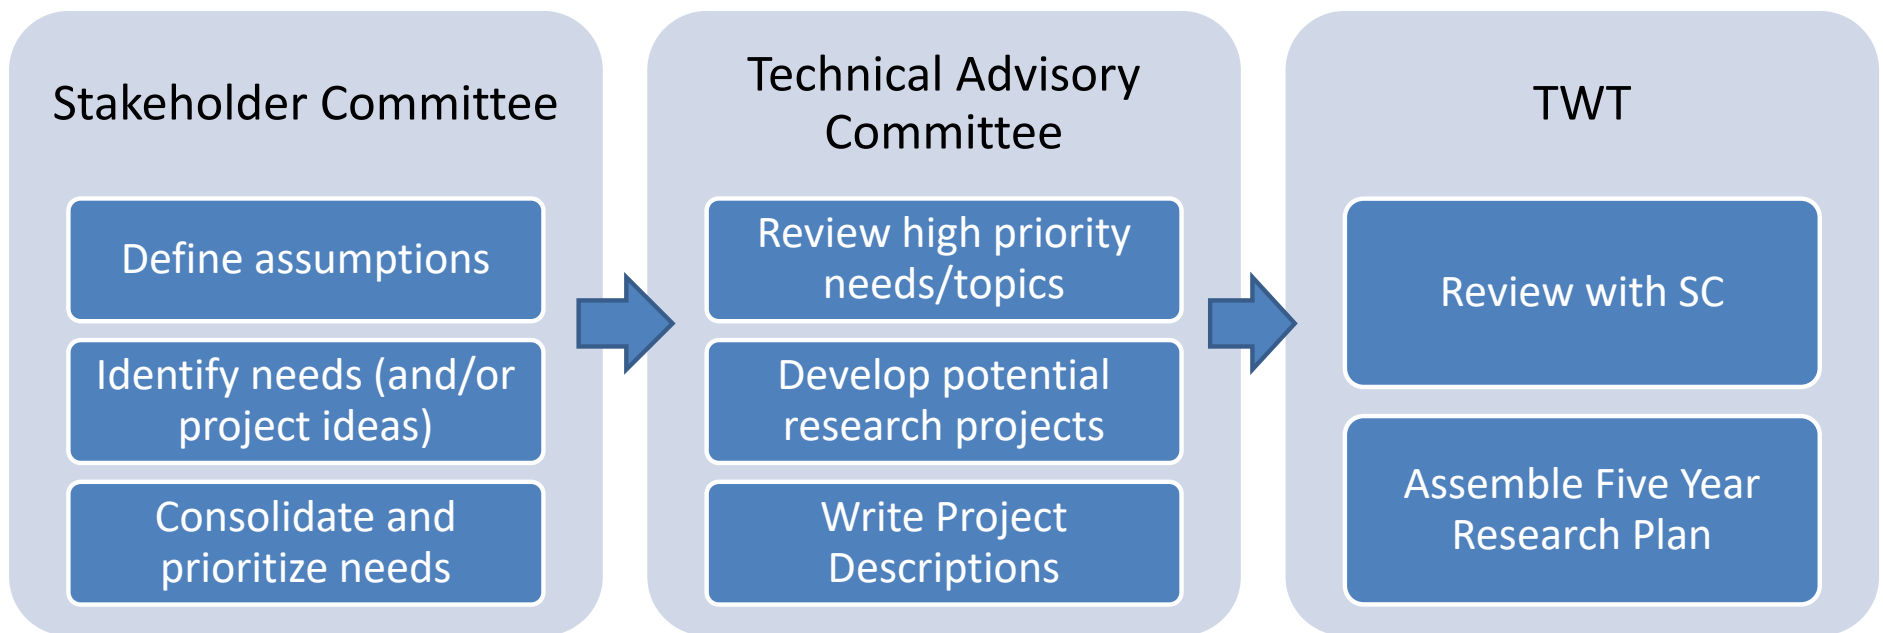 Stakeholder Committee
Define assumptions
Identify needs (and/or
project ideas)
Consolidate and
prioritize needs
Technical Advisory
Committee
Review high priority
needs/topics
Develop potential
research projects
Write Project
Descriptions
TWT
Review with SC
Assemble Five Year
Research Plan